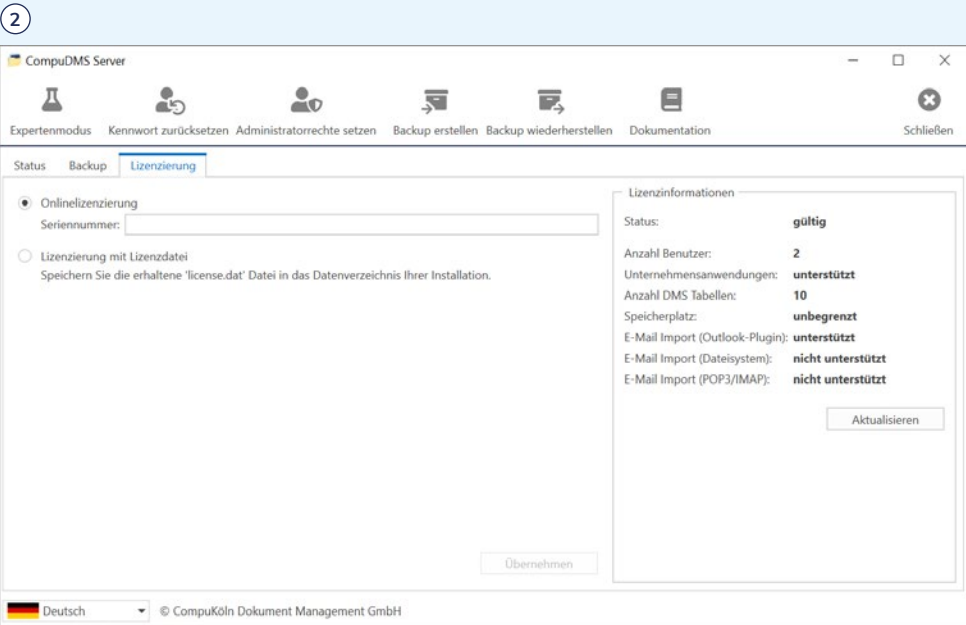 2
CompuDMS Server
Expertenmodus Kennwort zurücksetzen Administratorrechte setzen Backup erstellen Backup wiederherstellen Dokumentation Schließen
Status Backup Lizenzierung
Onlinelizenzierung
Seriennummer:
Lizenzierung mit Lizenzdatei
Speichern Sie die erhaltene 'license.dat' Datei in das Datenverzeichnis Ihrer Installation.
Übernehmen
Lizenzinformationen
Status: gültig
Anzahl Benutzer: 2
Unternehmensanwendungen: unterstützt
Anzahl DMS Tabellen: 10
Speicherplatz: unbegrenzt
E-Mail Import (Outlook-Plugin): unterstützt
E-Mail Import (Dateisystem): nicht unterstützt
E-Mail Import (POP3/IMAP): nicht unterstützt
Aktualisieren
Deutsch © CompuKöln Dokument Management GmbH